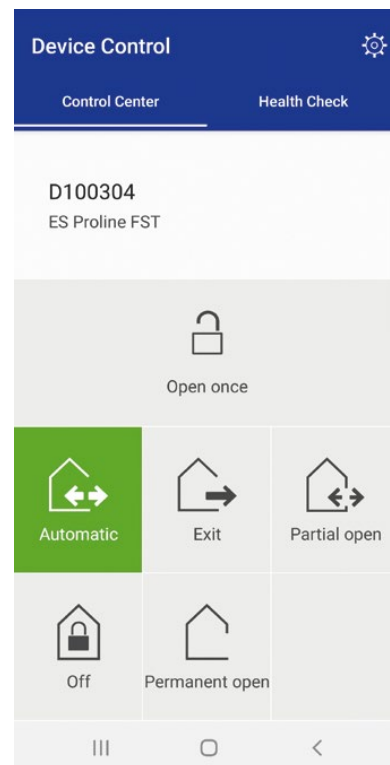 Device Control
Control Center
Health Check
D100304
ES Proline FST
Open once
Automatic
Exit
Partial open
Off
Permanent open